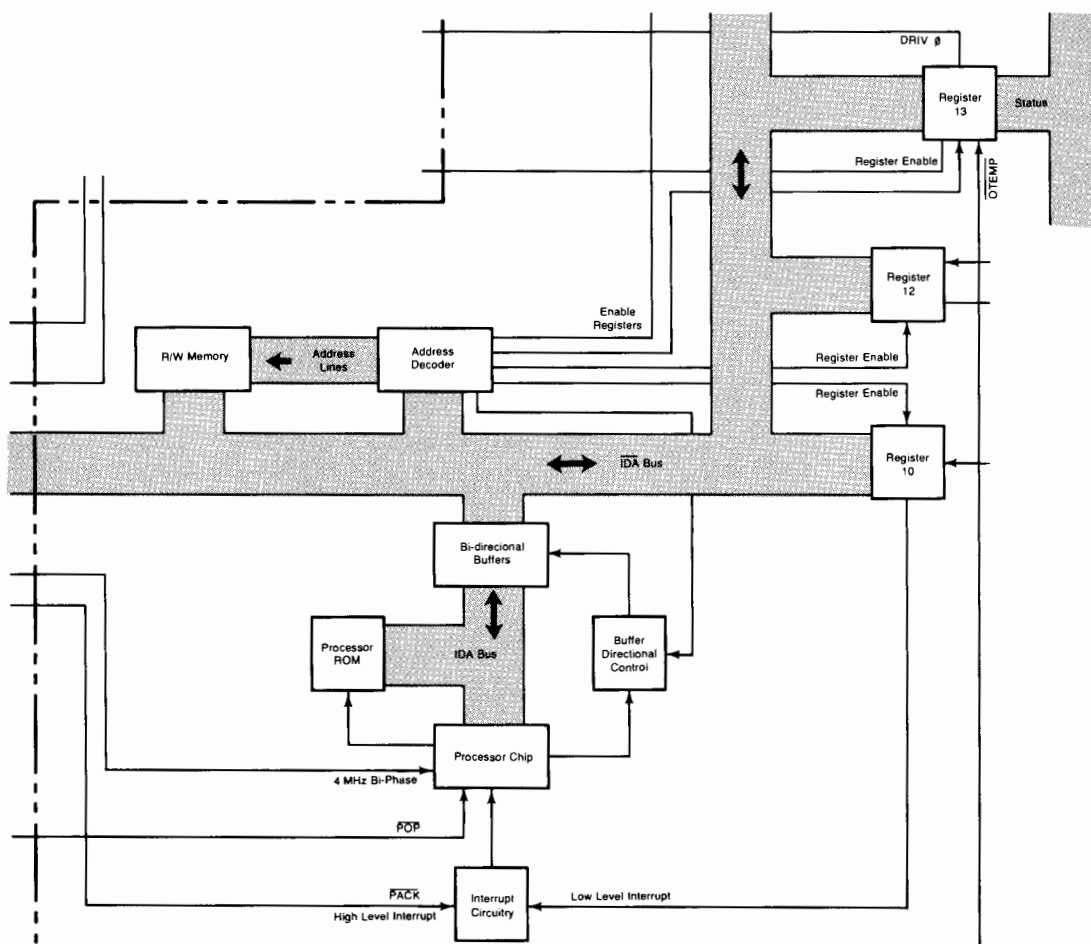 DRIV ø
Register
13
Status
Register Enable
OTEMP
Register
12
Enable
Registers
R/W Memory
Address
Lines
Address
Decoder
Register Enable
Register Enable
IDA Bus
Register
10
Bi-direcional
Buffers
Processor
ROM
IDA Bus
Buffer
Directional
Control
Processor Chip
4 MHz Bi-Phase
POP
PACK
High Level Interrupt
Interrupt
Circuitry
Low Level Interrupt